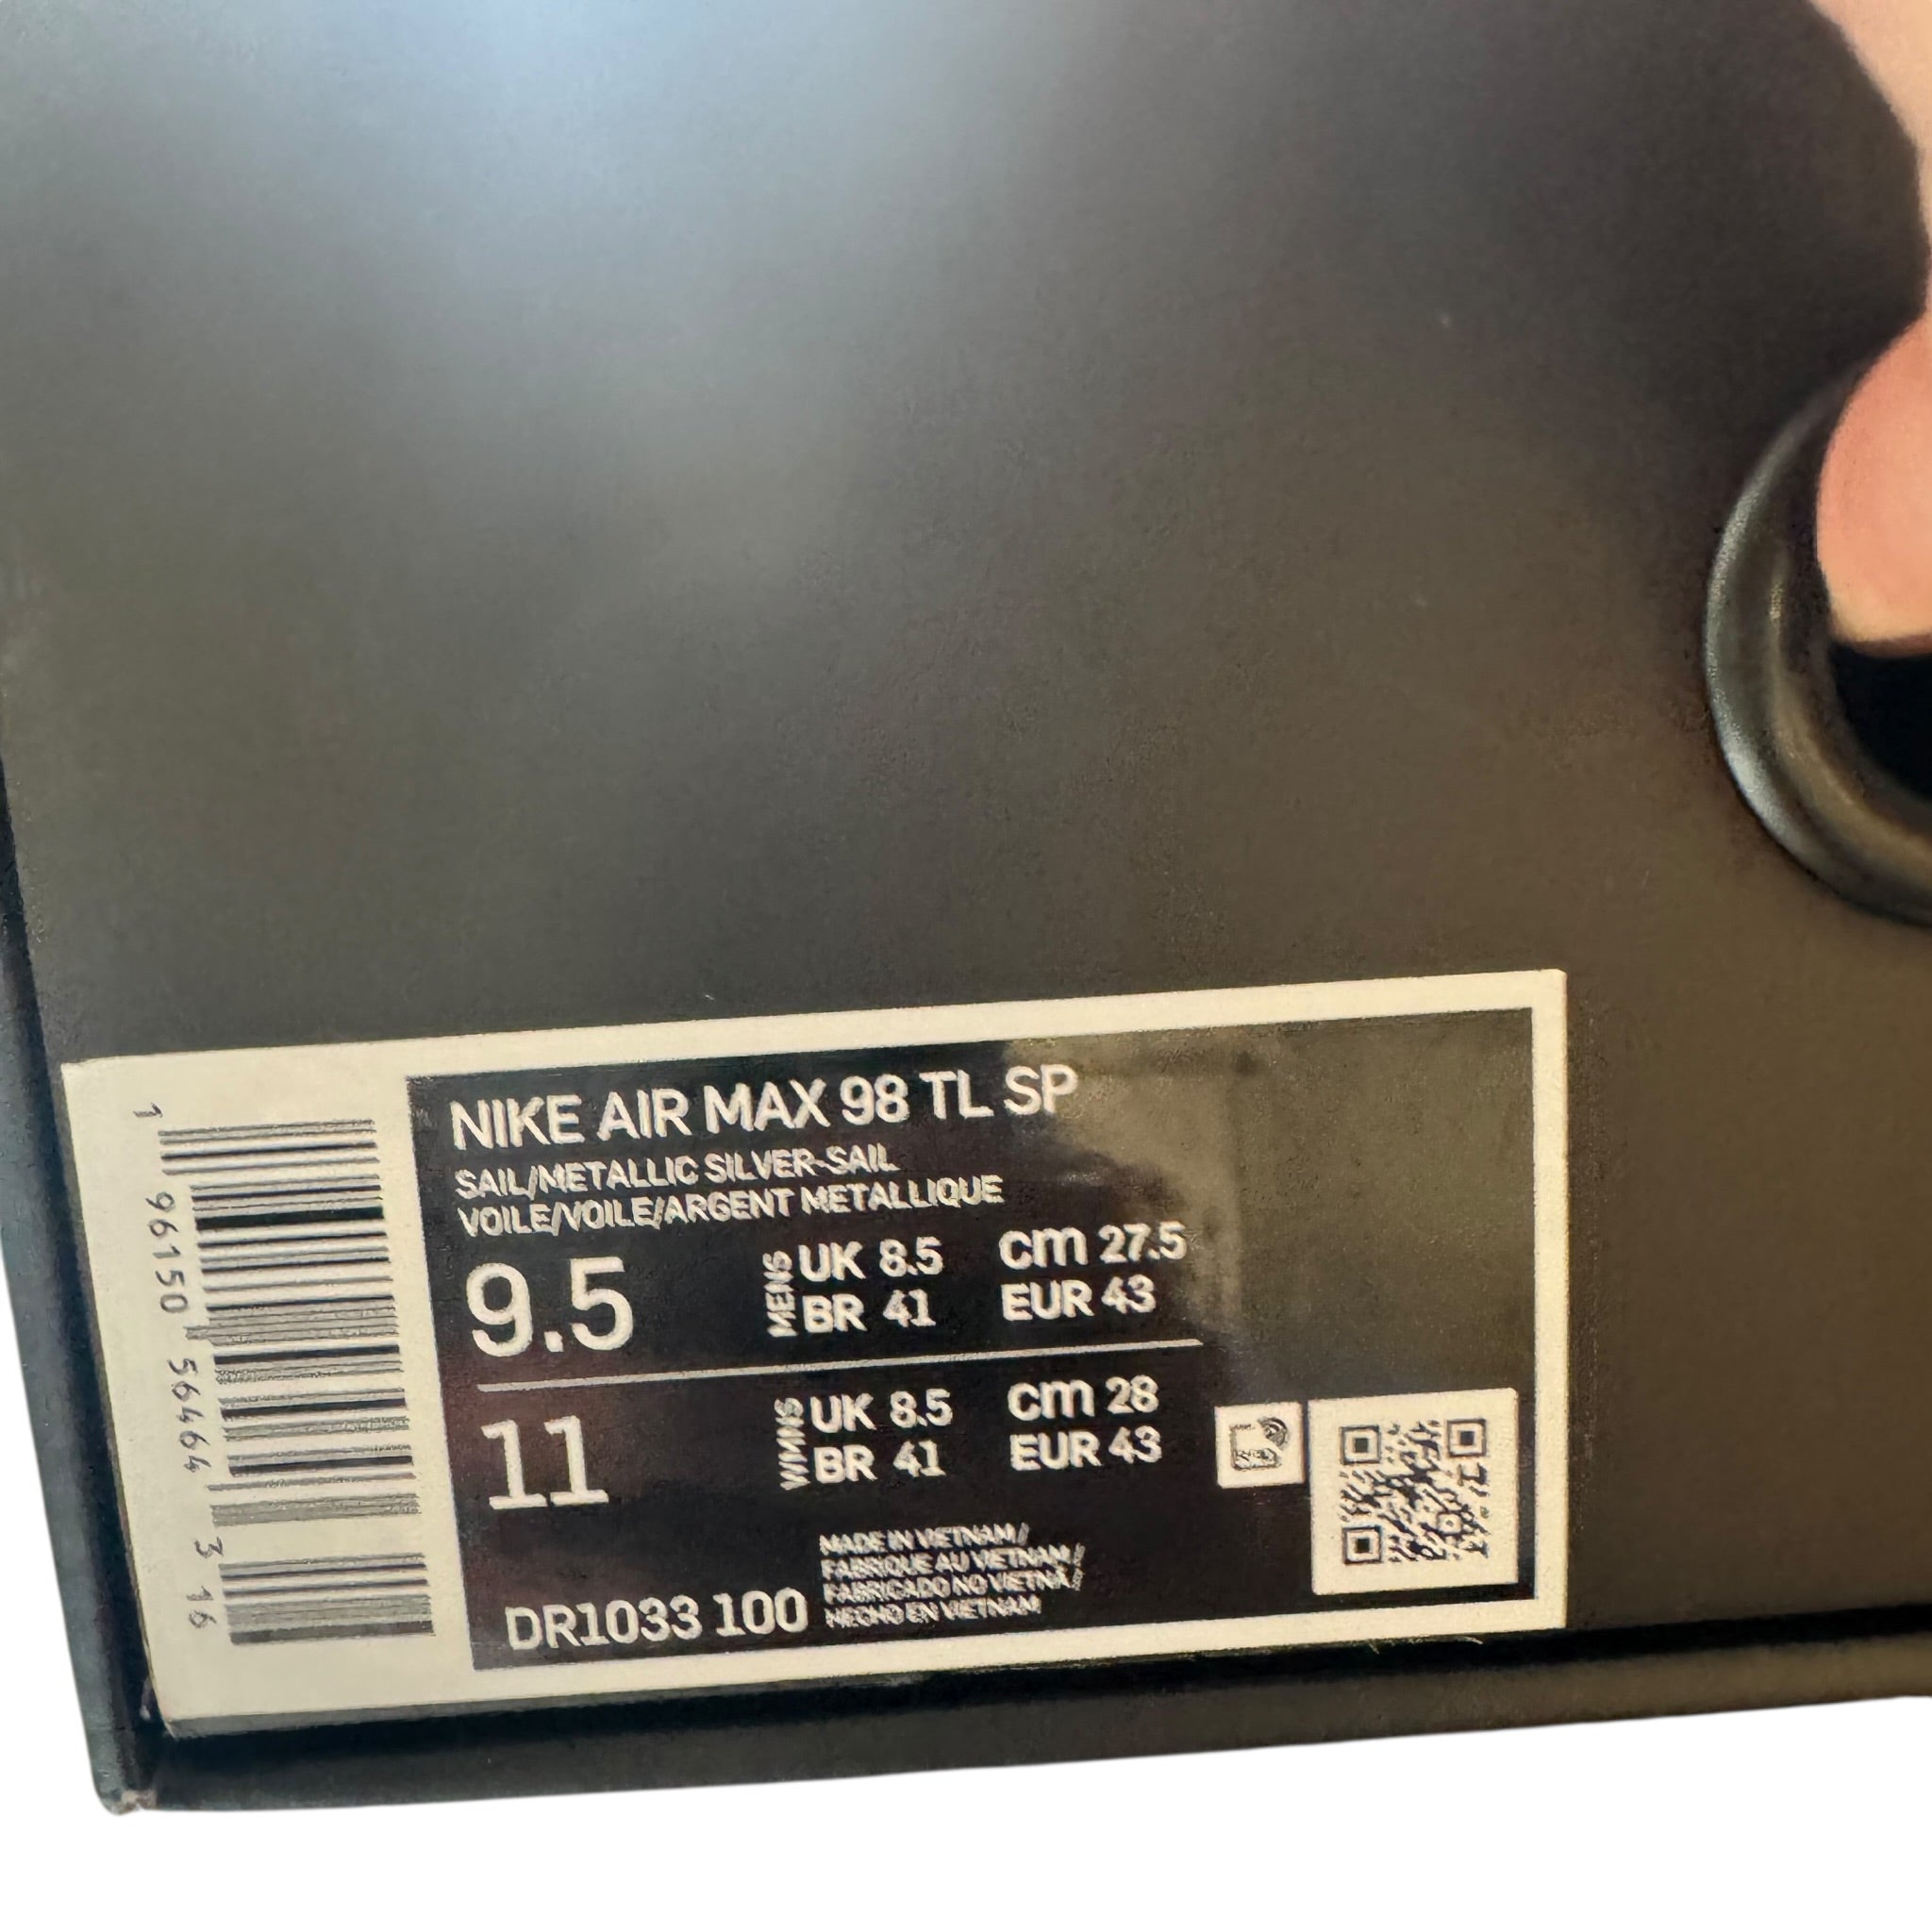 NIKE AIR MAX 98 TL SP
SAIL/METALLIC SILVER-SAIL
VOILE/VOILE/ARGENT METALLIQUE
9.5
MENS
UK 8.5 cm 27.5
BR 41 EUR 43
11
WMNS
UK 8.5 cm 28
BR 41 EUR 43
DR1033 100
MADE IN VIETNAM /
FABRIQUE AU VIETNAM /
FABRICADO NO VIETNÃ /
HECHO EN VIETNAM
1 96150 56464 3 16